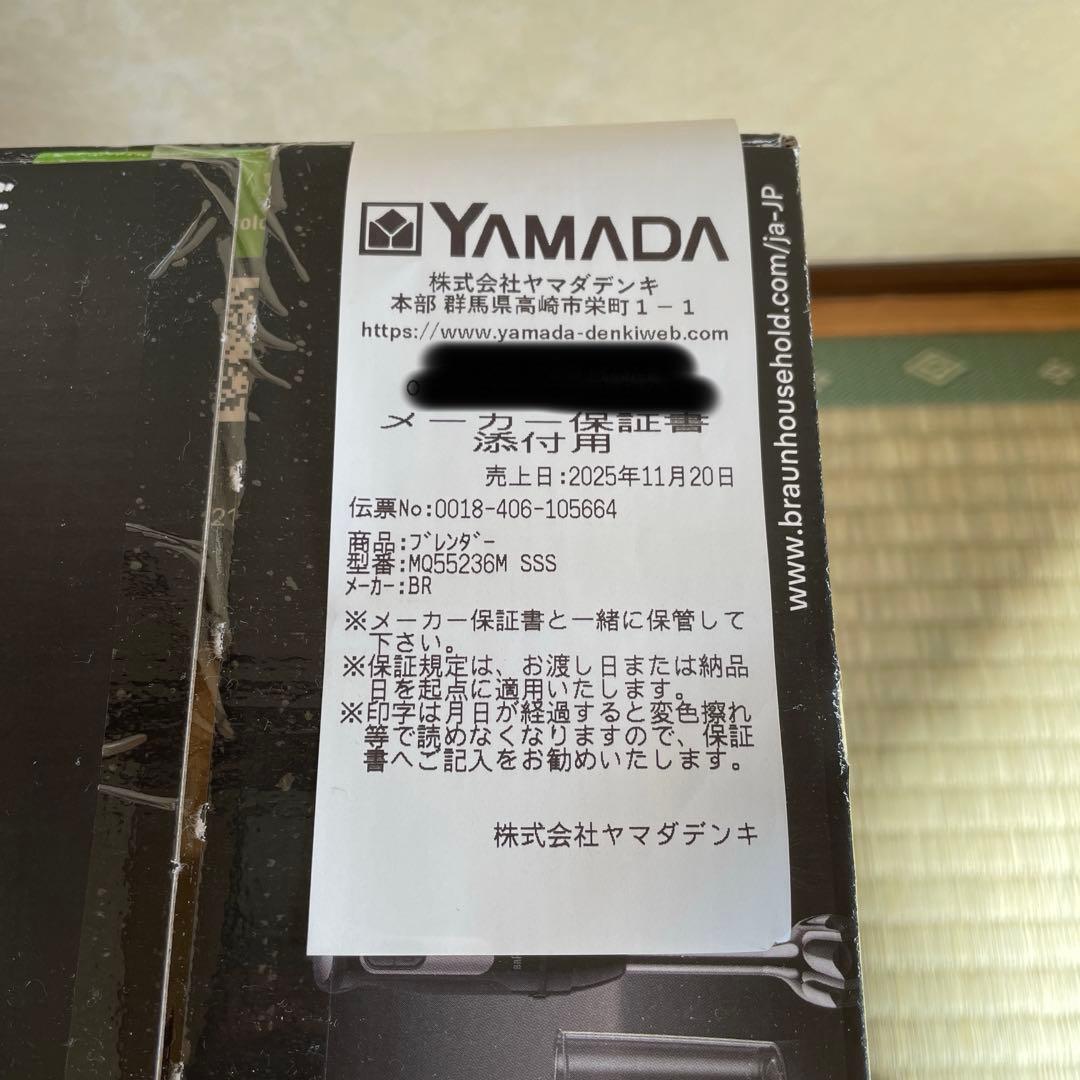 YAMADA
株式会社ヤマダデンキ
本部 群馬県高崎市栄町1-1
https://www.yamada-denkiweb.com
メーカー保証書
添付用
売上日:2025年11月20日
伝票No:0018-406-105664
商品:ﾌﾞﾚﾝﾀﾞｰ
型番:MQ55236M SSS
ﾒｰｶｰ:BR
※メーカー保証書と一緒に保管して
下さい。
※保証規定は、お渡し日または納品
日を起点に適用いたします。
※印字は月日が経過すると変色擦れ
等で読めなくなりますので、保証
書へご記入をお勧めいたします。
株式会社ヤマダデンキ
www.braunhousehold.com/ja-JP